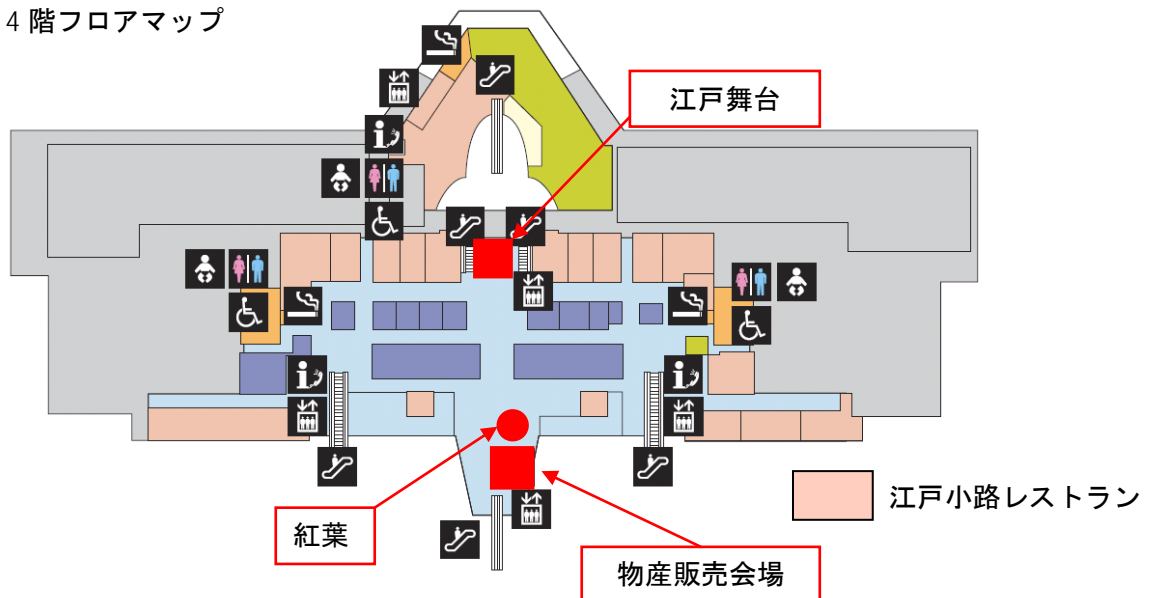 4 階フロアマップ
江戸舞台
江戸小路レストラン
紅葉
物産販売会場